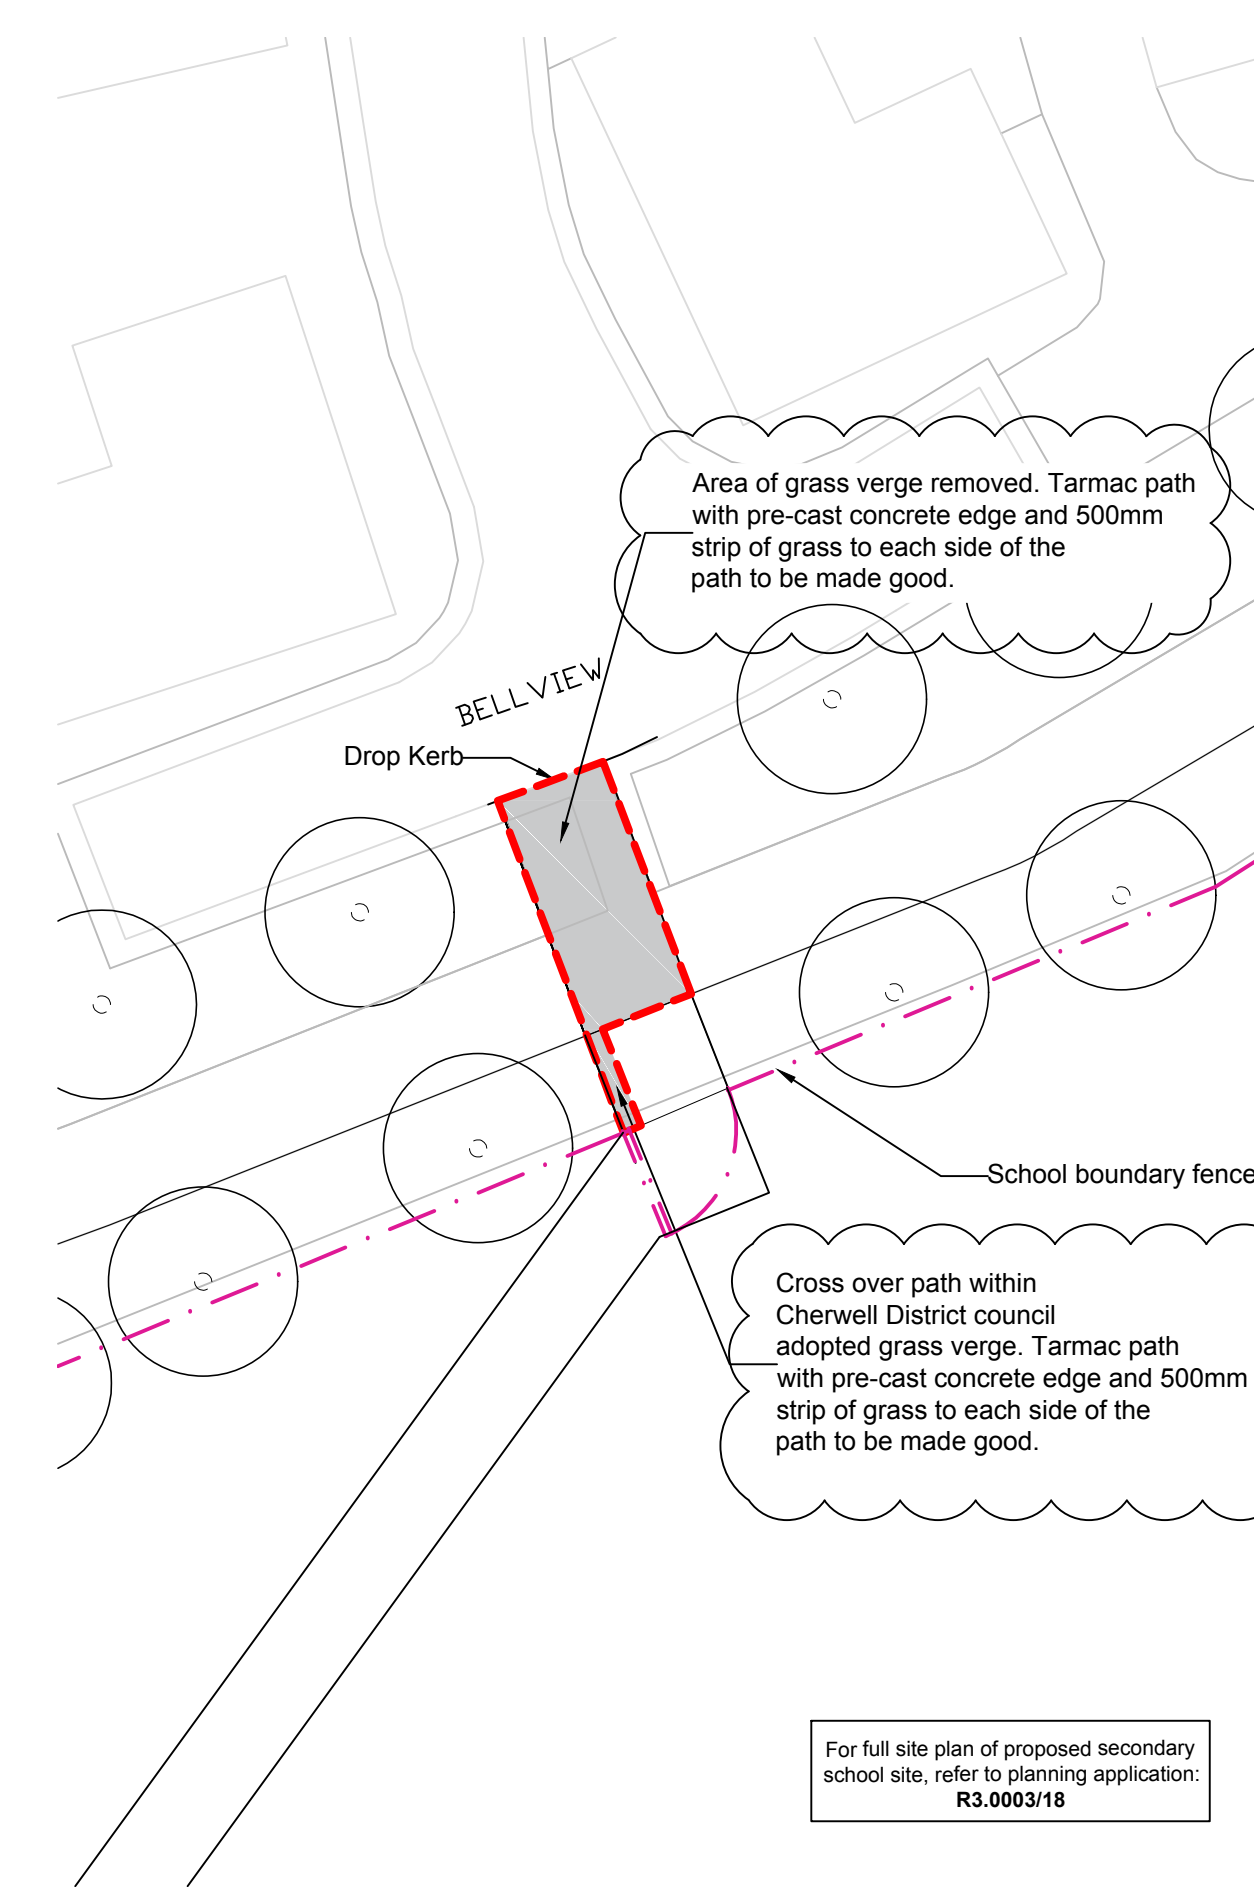 Area of grass verge removed. Tarmac path
with pre-cast concrete edge and 500mm
strip of grass to each side of the
path to be made good.
BELLVIEW
Drop Kerb
School boundary fence
Cross over path within
Cherwell District council
adopted grass verge. Tarmac path
with pre-cast concrete edge and 500mm
strip of grass to each side of the
path to be made good.
For full site plan of proposed secondary
school site, refer to planning application:
R3.0003/18